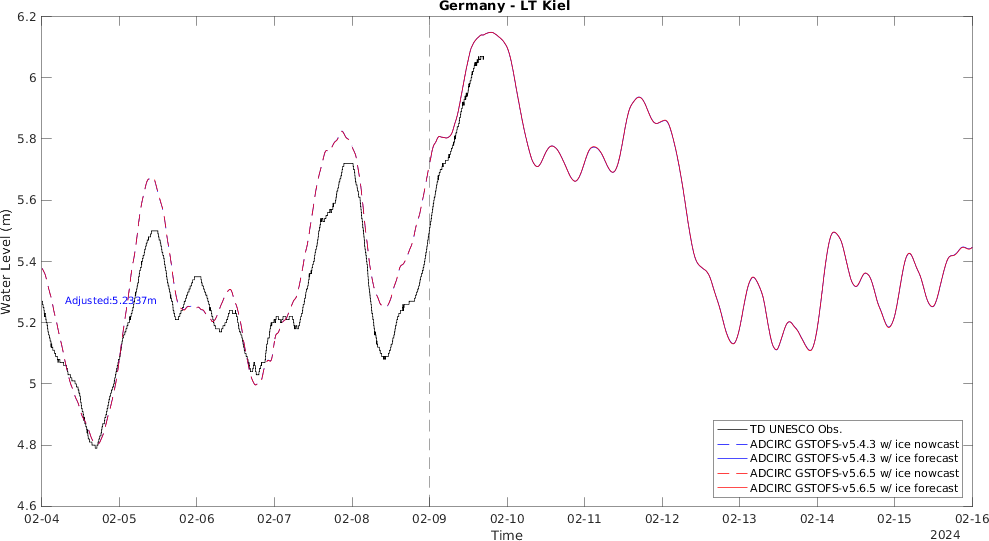 Germany - LT Kiel
6.2
6
5.8
5.6
5.4
5.2
5
4.8
4.6
Water Level (m)
Adjusted:5.2337m
TD UNESCO Obs.
ADCIRC GSTOFS-v5.4.3 w/ ice nowcast
ADCIRC GSTOFS-v5.4.3 w/ ice forecast
ADCIRC GSTOFS-v5.6.5 w/ ice nowcast
ADCIRC GSTOFS-v5.6.5 w/ ice forecast
02-04 02-05 02-06 02-07 02-08 02-09 02-10 02-11 02-12 02-13 02-14 02-15 02-16
Time
2024